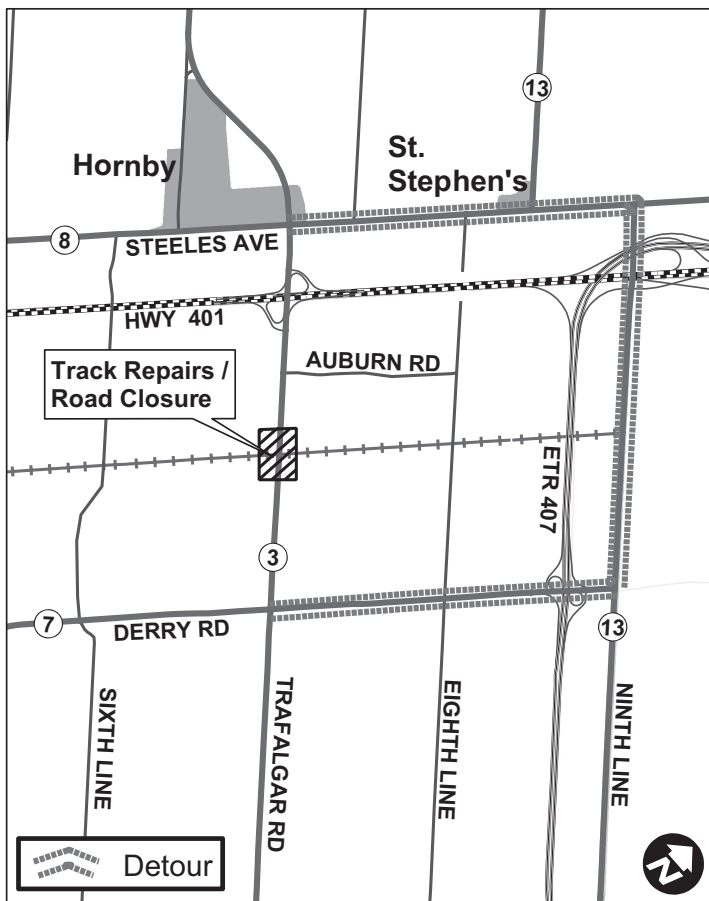 13
Hornby
St.
Stephen's
8
STEELES AVE
HWY 401
AUBURN RD
Track Repairs /
Road Closure
ETR 407
3
7
DERRY RD
13
SIXTH LINE
TRAFALGAR RD
EIGHTH LINE
NINTH LINE
Detour
N